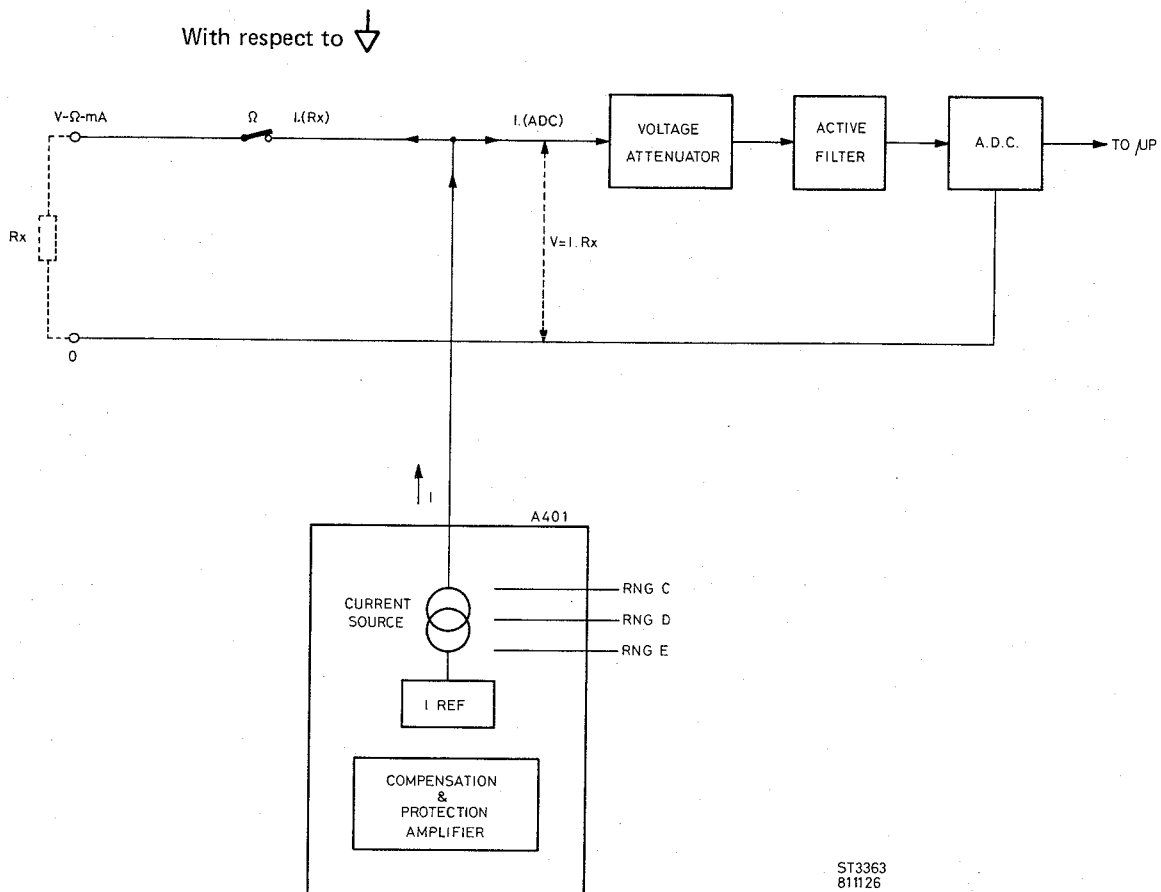 With respect to
V-Ω-mA
Ω
I.(Rx)
I.(ADC)
VOLTAGE
ATTENUATOR
ACTIVE
FILTER
A.D.C.
TO µP
Rx
V=I.Rx
0
I
A401
CURRENT
SOURCE
RNG C
RNG D
RNG E
I REF
COMPENSATION
&
PROTECTION
AMPLIFIER
ST3363
811126